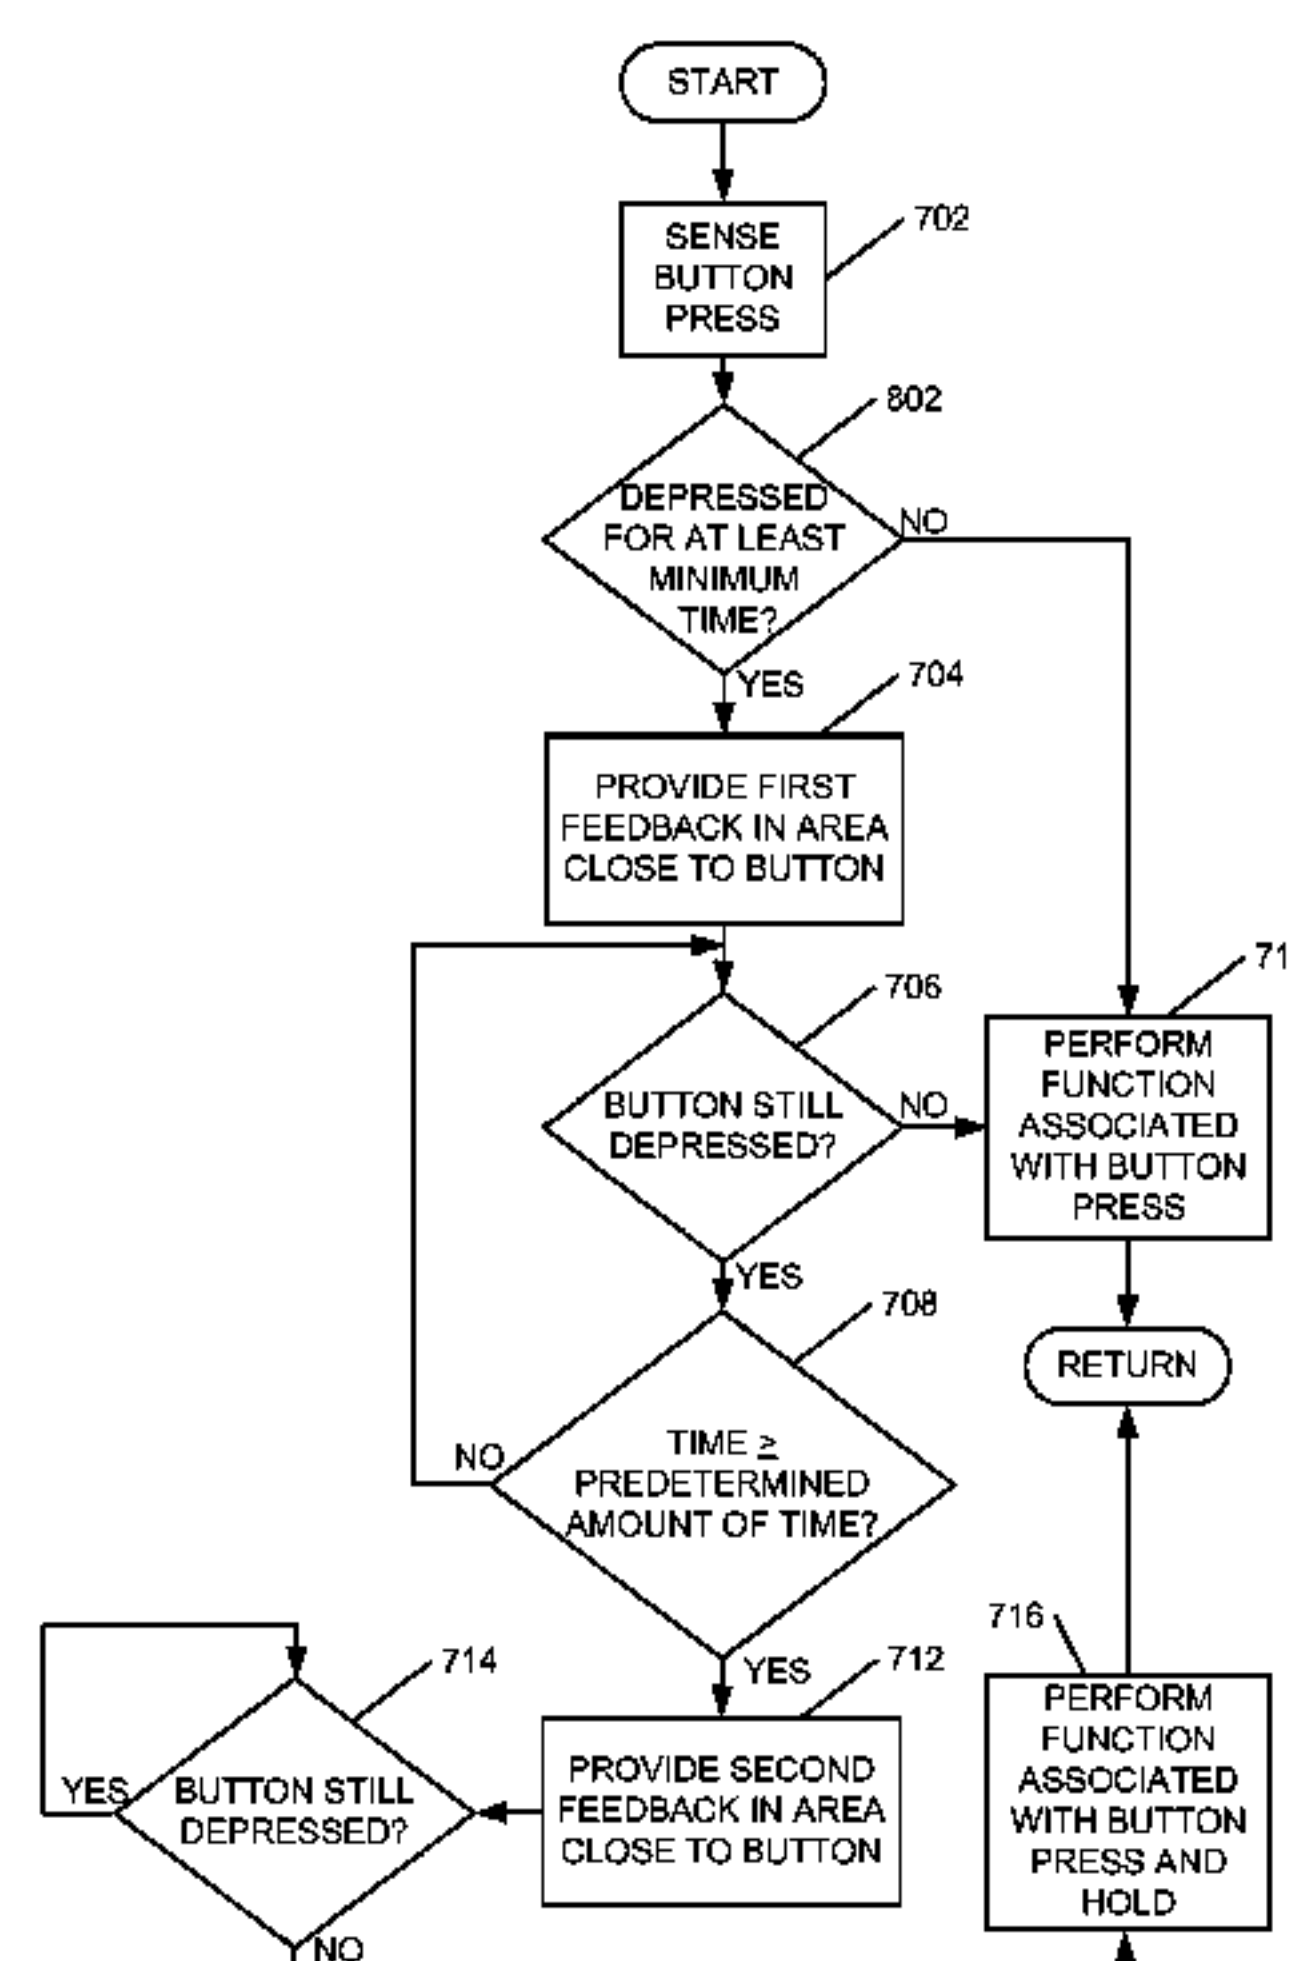 START
SENSE
BUTTON
PRESS
702
802
DEPRESSED
FOR AT LEAST
MINIMUM
TIME?
NO
YES
704
PROVIDE FIRST
FEEDBACK IN AREA
CLOSE TO BUTTON
706
BUTTON STILL
DEPRESSED?
NO
71
PERFORM
FUNCTION
ASSOCIATED
WITH BUTTON
PRESS
YES
708
RETURN
TIME ≥
PREDETERMINED
AMOUNT OF TIME?
NO
YES
712
PROVIDE SECOND
FEEDBACK IN AREA
CLOSE TO BUTTON
714
BUTTON STILL
DEPRESSED?
YES
NO
716
PERFORM
FUNCTION
ASSOCIATED
WITH BUTTON
PRESS AND
HOLD